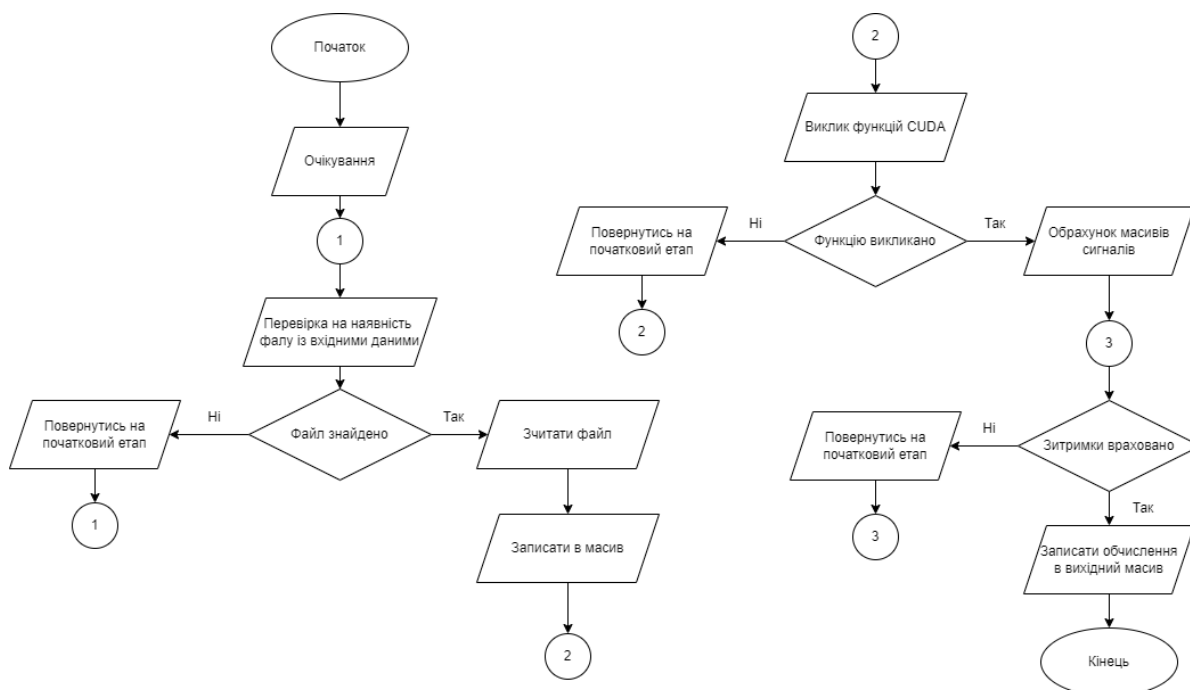 Початок
Очікування
1
Перевірка на наявність
фалу із вхідними даними
Файл знайдено
Ні
Так
Повернутись на
початковий етап
1
Зчитати файл
Записати в масив
2
2
Виклик функцій CUDA
Функцію викликано
Ні
Так
Повернутись на
початковий етап
2
Обрахунок масивів
сигналів
3
Зитримки враховано
Ні
Так
Повернутись на
початковий етап
3
Записати обчислення
в вихідний масив
Кінець